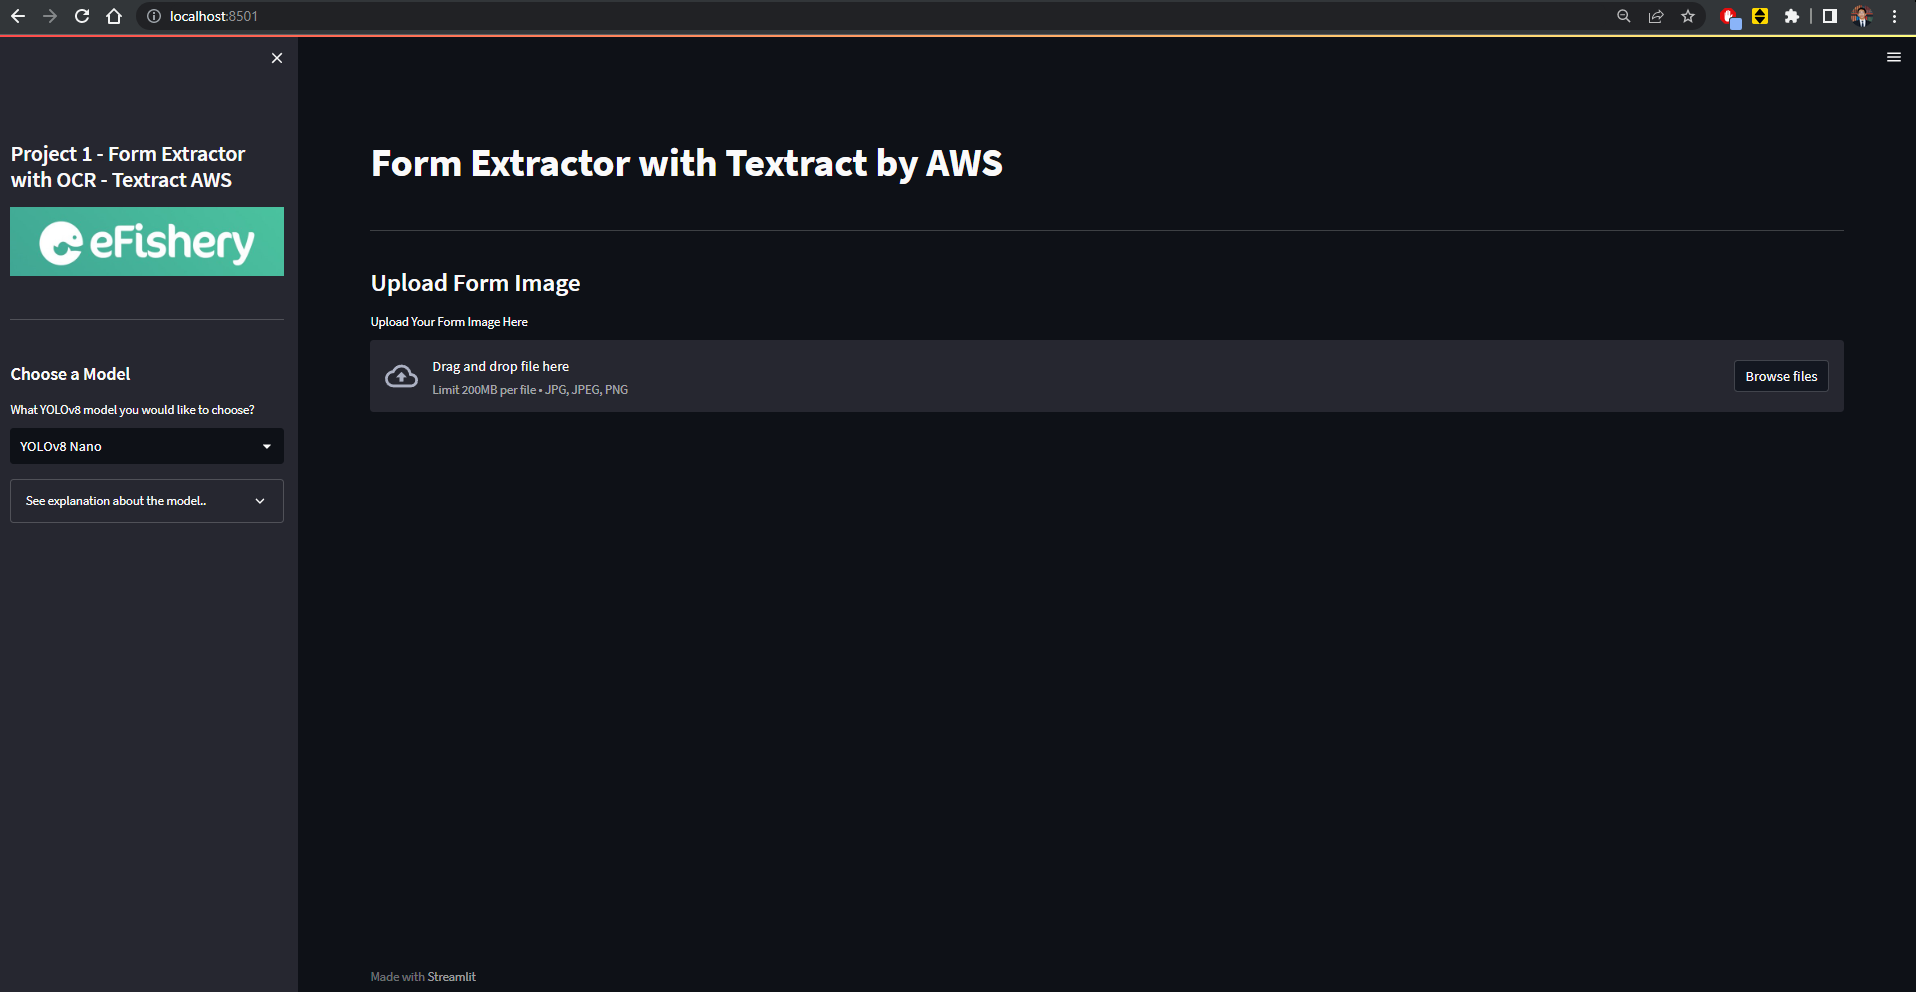 localhost:8501
Project 1 - Form Extractor
with OCR - Textract AWS
eFishery
Choose a Model
What YOLOv8 model you would like to choose?
YOLOv8 Nano
See explanation about the model..
Form Extractor with Textract by AWS
Upload Form Image
Upload Your Form Image Here
Drag and drop file here
Limit 200MB per file • JPG, JPEG, PNG
Browse files
Made with Streamlit